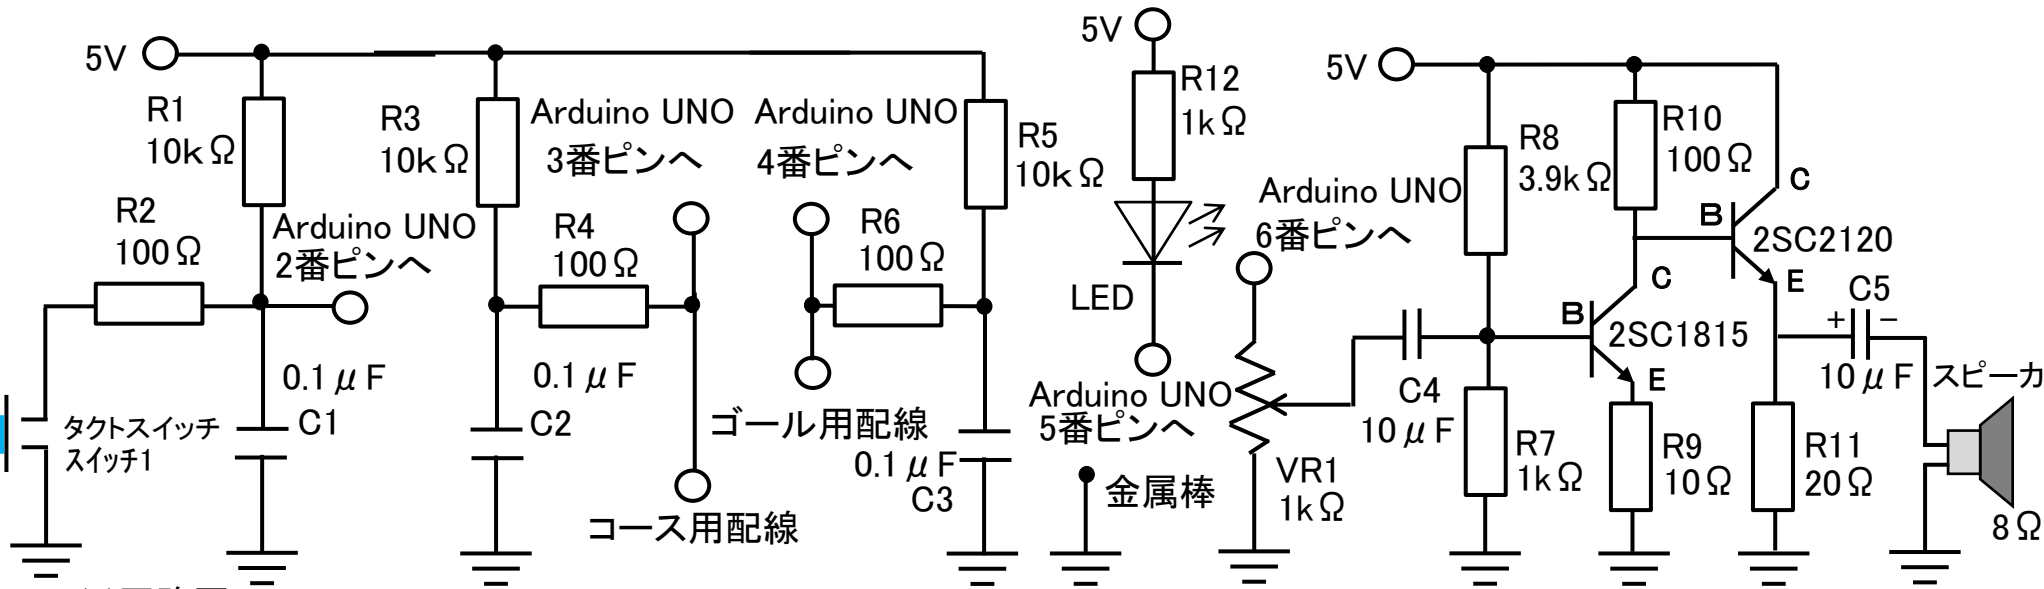 5V
R1
10kΩ
R2
100Ω
Arduino UNO
2番ピンへ
0.1μF
C1
タクトスイッチ
スイッチ1
R3
10kΩ
Arduino UNO
3番ピンへ
R4
100Ω
0.1μF
C2
コース用配線
Arduino UNO
4番ピンへ
R5
10kΩ
R6
100Ω
ゴール用配線
0.1μF
C3
5V
R12
1kΩ
LED
Arduino UNO
5番ピンへ
金属棒
Arduino UNO
6番ピンへ
VR1
1kΩ
C4
10μF
5V
R8
3.9kΩ
R7
1kΩ
R10
100Ω
B
C
E
2SC1815
R9
10Ω
B
C
E
2SC2120
R11
20Ω
C5
+ −
10μF
スピーカ
8Ω